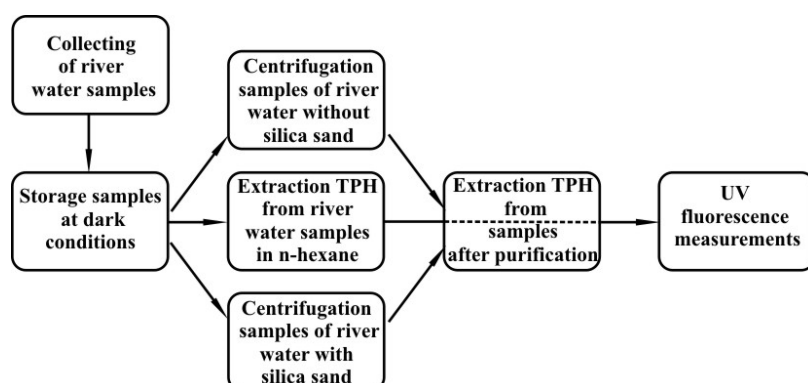 Collecting
of river
water samples
Storage samples
at dark
conditions
Centrifugation
samples of river
water without
silica sand
Extraction TPH
from river
water samples
in n-hexane
Centrifugation
samples of river
water with
silica sand
Extraction TPH
from
samples
after purification
UV
fluorescence
measurements